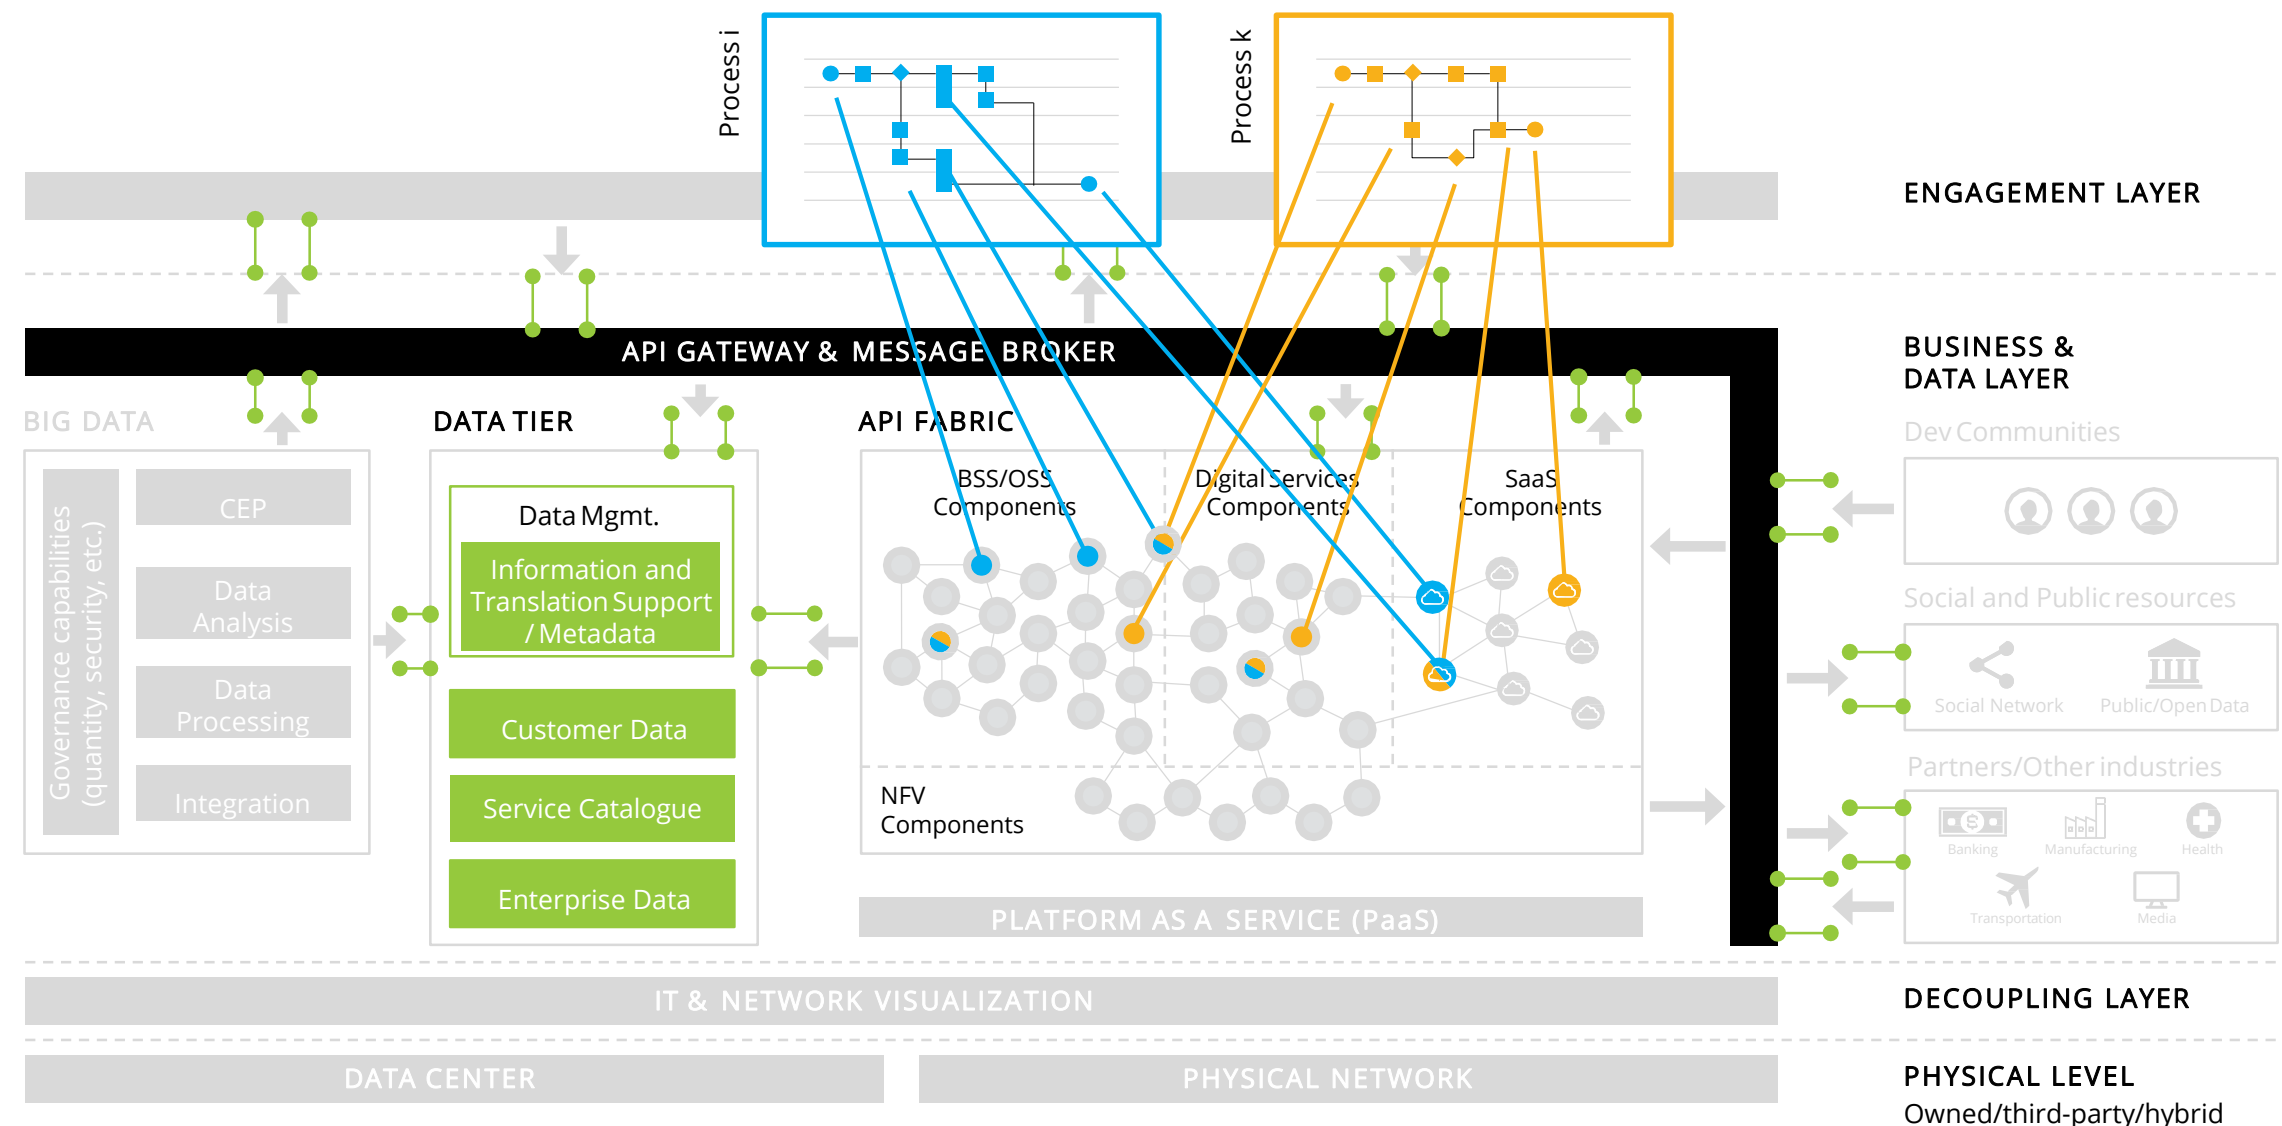 Process i
Process k
ENGAGEMENT LAYER
API GATEWAY & MESSAGE BROKER
BUSINESS &
DATA LAYER
BIG DATA
Governance capabilities
(quantity, security, etc.)
CEP
Data
Analysis
Data
Processing
Integration
DATA TIER
Data Mgmt.
Information and
Translation Support
/ Metadata
Customer Data
Service Catalogue
Enterprise Data
API FABRIC
BSS/OSS
Components
Digital Services
Components
SaaS
Components
NFV
Components
PLATFORM AS A SERVICE (PaaS)
Dev Communities
Social and Public resources
Social Network
Public/Open Data
Partners/Other industries
Banking
Manufacturing
Health
Transportation
Media
IT & NETWORK VISUALIZATION
DECOUPLING LAYER
DATA CENTER
PHYSICAL NETWORK
PHYSICAL LEVEL
Owned/third-party/hybrid